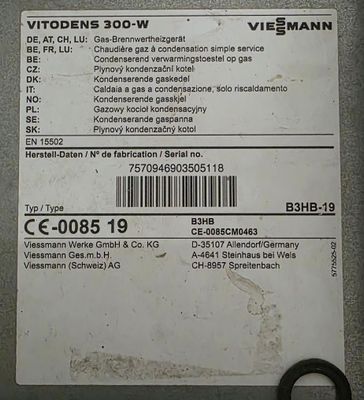 VITODENS 300-W VIESMANN
DE, AT, CH, LU: Gas-Brennwertheizgerät
BE, FR, LU: Chaudière gaz à condensation simple service
BE: Condenserend verwarmingstoestel op gas
CZ: Plynový kondenzační kotel
DK: Kondenserende gaskedel
IT: Caldaia a gas a condensazione, solo riscaldamento
NO: Kondenserende gasskjel
PL: Gazowy kocioł kondensacyjny
SE: Kondenserande gaspanna
SK: Plynový kondenzačný kotol
EN 15502
Herstell-Daten / N° de fabrication / Serial no.
7570946903505118
Typ / Type B3HB-19
CE-0085 19 B3HB
CE-0085CM0463
Viessmann Werke GmbH & Co. KG D-35107 Allendorf/Germany
Viessmann Ges.m.b.H. A-4641 Steinhaus bei Wels
Viessmann (Schweiz) AG CH-8957 Spreitenbach
5775525-02